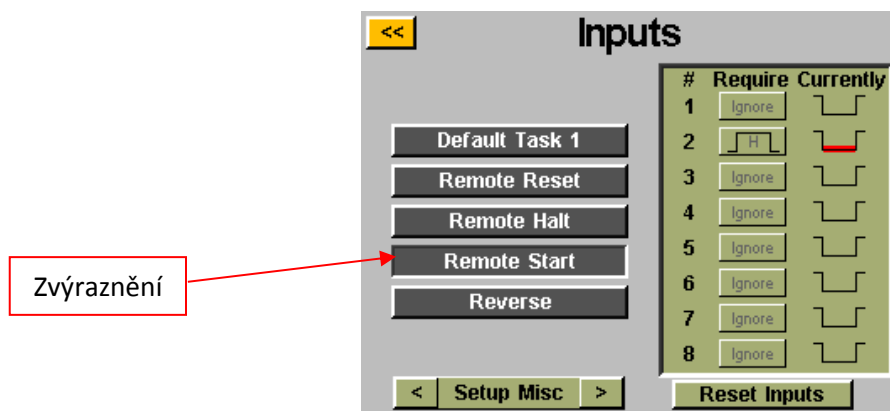 << Inputs
# Require Currently
1 Ignore
Default Task 1 2 H
Remote Reset 3 Ignore
Remote Halt 4 Ignore
Remote Start 5 Ignore
Zvýraznění 6 Ignore
Reverse 7 Ignore
8 Ignore
< Setup Misc > Reset Inputs